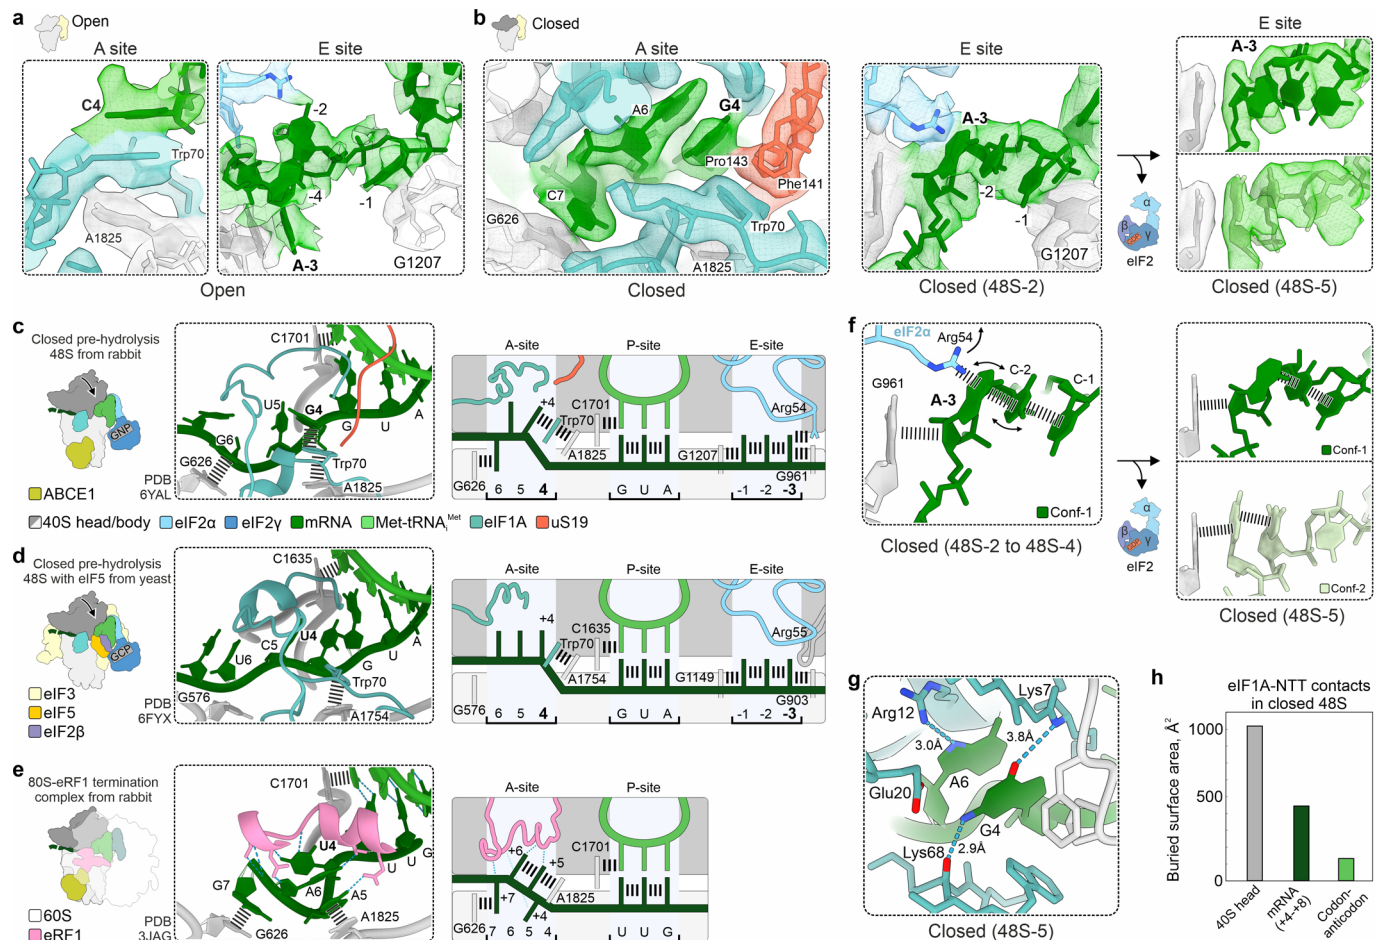 a
Open
A site
E site
C4
Trp70
A1825
-2
-4
-1
A-3
G1207
Open
b
Closed
A site
A6
G4
Pro143
Phe141
C7
G626
Trp70
A1825
Closed
E site
A-3
-2
-1
G1207
Closed (48S-2)
α
β
γ
eIF2
E site
A-3
Closed (48S-5)
c
Closed pre-hydrolysis
48S from rabbit
GNP
ABCE1
PDB
6YAL
C1701
U5
G4
G
U
A
G6
G626
Trp70
A1825
A-site
P-site
E-site
+4
C1701
Trp70
Arg54
A1825
G1207
G626
G961
6 5 4
G U A
-1 -2 -3
40S head/body
eIF2α
eIF2γ
mRNA
Met-tRNAiMet
eIF1A
uS19
d
Closed pre-hydrolysis
48S with eIF5 from yeast
GCP
eIF3
eIF5
eIF2β
PDB
6FYX
C1635
U4
C5
U6
G
U
A
G576
Trp70
A1754
A-site
P-site
E-site
+4
C1635
Trp70
Arg55
A1754
G1149
G576
G903
6 5 4
G U A
-1 -2 -3
e
80S-eRF1 termination
complex from rabbit
60S
eRF1
PDB
3JAG
C1701
U4
U
U
G
G7
A6
A5
G626
A1825
A-site
P-site
+6
+5
C1701
+7
+4
A1825
G626
7 6 5 4
U U G
f
eIF2α
Arg54
G961
C-2
C-1
A-3
Conf-1
Closed (48S-2 to 48S-4)
α
β
γ
eIF2
Conf-1
Conf-2
Closed (48S-5)
g
Lys7
Arg12
3.0Å
3.8Å
A6
Glu20
G4
Lys68
2.9Å
Closed (48S-5)
h
eIF1A-NTT contacts
in closed 48S
Buried surface area, Å2
1000
500
0
40S head
mRNA
(+4-+8)
Codon-
anticodon